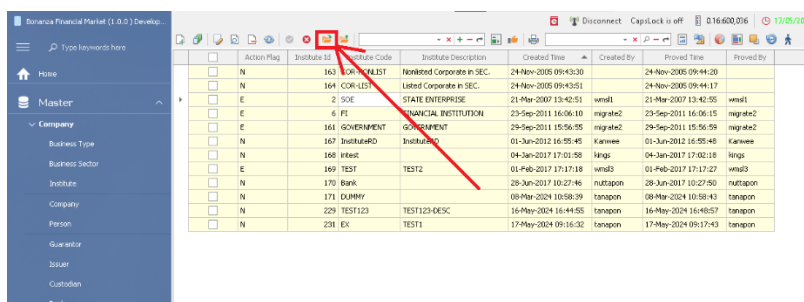 Bonanza Financial Market (1.0.0 ) Develop...
Disconnect CapsLock is off 0.16:600,036 17/05/20
Type keywords here
Home
Master
Company
Business Type
Business Sector
Institute
Company
Person
Guarantor
Issuer
Custodian
Action Flag Institute Id Institute Code Institute Description Created Time Created By Proved Time Proved By
N 163 COR-NONLIST Nonlisted Corporate in SEC. 24-Nov-2005 09:43:30 24-Nov-2005 09:44:20
N 164 COR-LIST Listed Corporate in SEC. 24-Nov-2005 09:43:51 24-Nov-2005 09:44:17
E 2 SOE STATE ENTERPRISE 21-Mar-2007 13:42:51 wmsl1 21-Mar-2007 13:42:55 wmsl1
E 6 FI FINANCIAL INSTITUTION 23-Sep-2011 16:06:10 migrate2 23-Sep-2011 16:06:15 migrate2
E 161 GOVERNMENT GOVERNMENT 29-Sep-2011 15:56:55 migrate2 29-Sep-2011 15:56:59 migrate2
N 167 InstituteRD InstituteRD 01-Jun-2012 16:55:45 Kanwee 01-Jun-2012 16:55:48 Kanwee
N 168 intest 04-Jan-2017 17:01:58 kings 04-Jan-2017 17:02:18 kings
E 169 TEST TEST2 01-Feb-2017 17:17:18 wmsl3 01-Feb-2017 17:17:27 wmsl3
N 170 Bank 28-Jun-2017 10:27:46 nuttapon 28-Jun-2017 10:27:50 nuttapon
N 171 DUMMY 08-Mar-2024 10:58:39 tanapon 08-Mar-2024 10:58:43 tanapon
N 229 TEST123 TEST123-DESC 16-May-2024 16:44:55 tanapon 16-May-2024 16:48:57 tanapon
N 231 EX TEST1 17-May-2024 09:16:32 tanapon 17-May-2024 09:17:43 tanapon